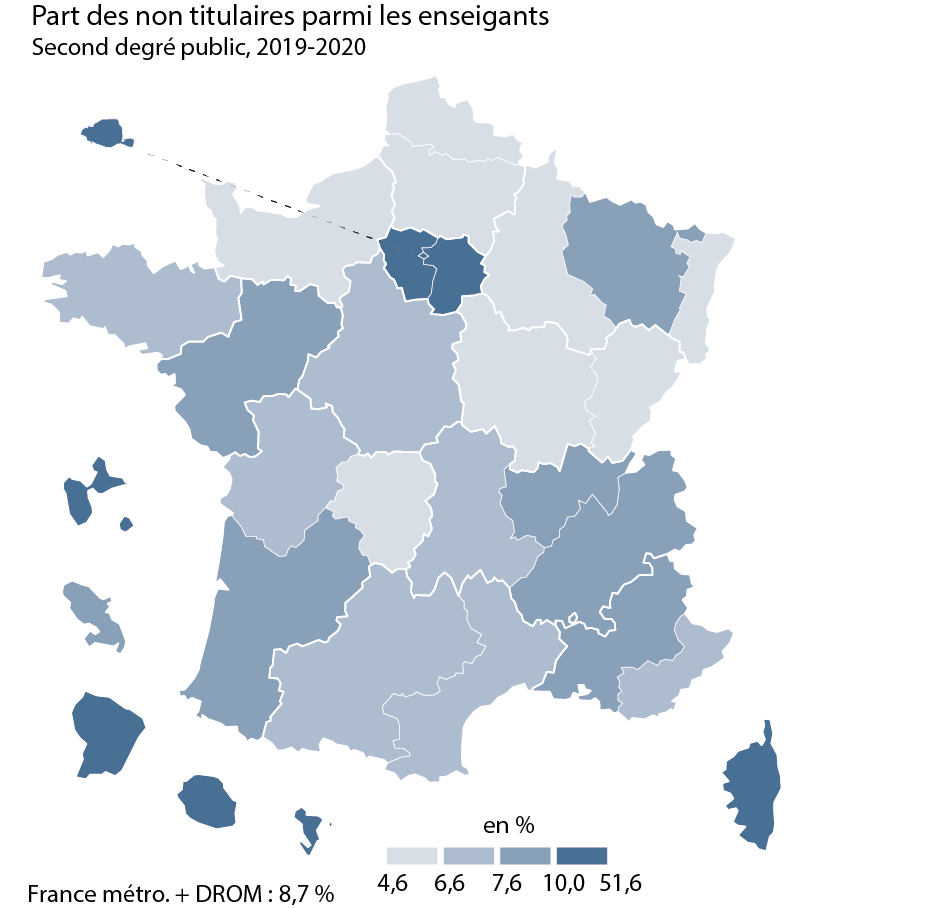 Part des non titulaires parmi les enseigants
Second degré public, 2019-2020
en %
4,6 6,6 7,6 10,0 51,6
France métro. + DROM : 8,7 %